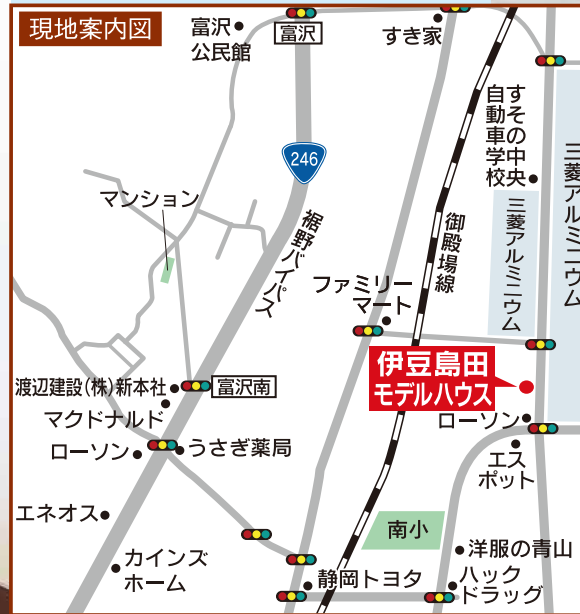 現地案内図
富沢
公民館
富沢
すき家
246
すその中央
自動車学校
三菱アルミニウム
三菱アルミニウム
マンション
裾野バイパス
御殿場線
ファミリー
マート
伊豆島田
モデルハウス
渡辺建設(株)新本社
富沢南
マクドナルド
ローソン
うさぎ薬局
ローソン
エス
ポット
エネオス
南小
カインズ
ホーム
静岡トヨタ
洋服の青山
ハック
ドラッグ